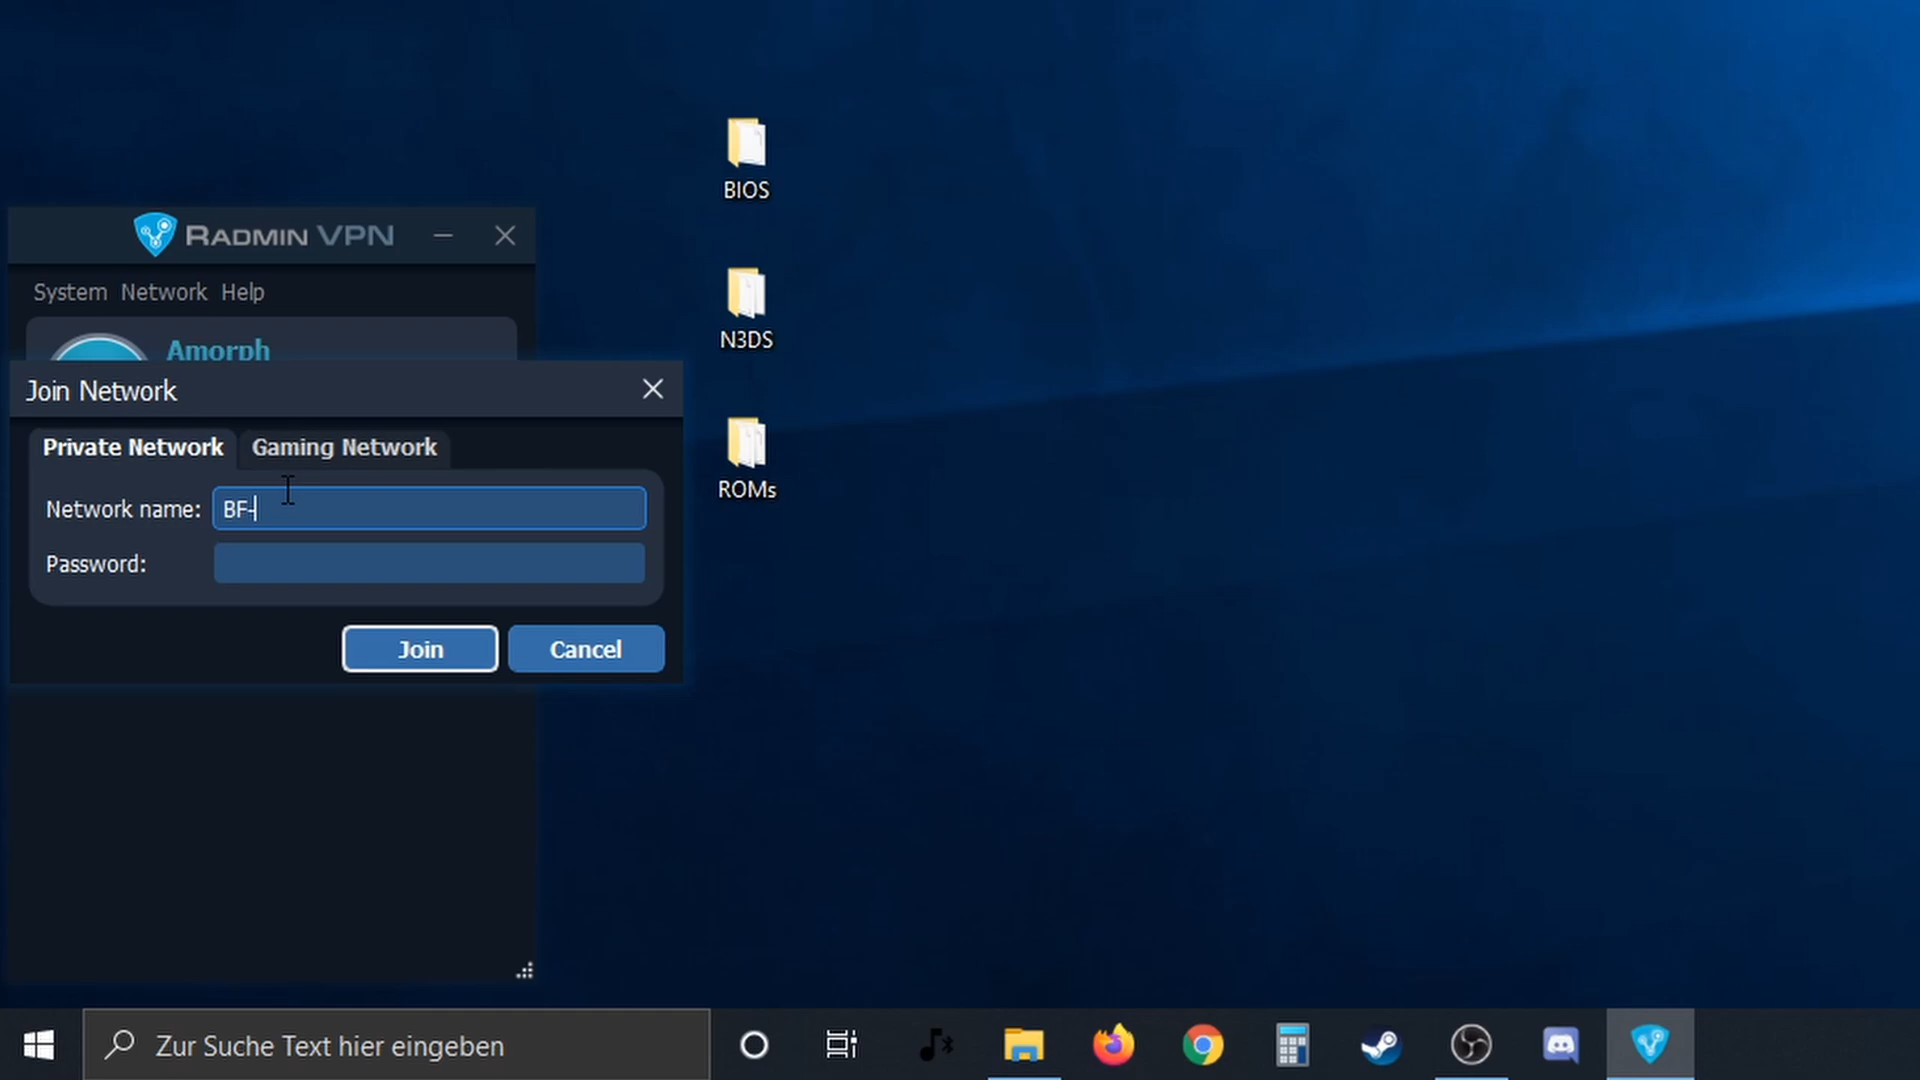 BIOS
N3DS
ROMs
RADMIN VPN
System Network Help
Amorph
Join Network
Private Network Gaming Network
Network name: BF-
Password:
Join Cancel
Zur Suche Text hier eingeben